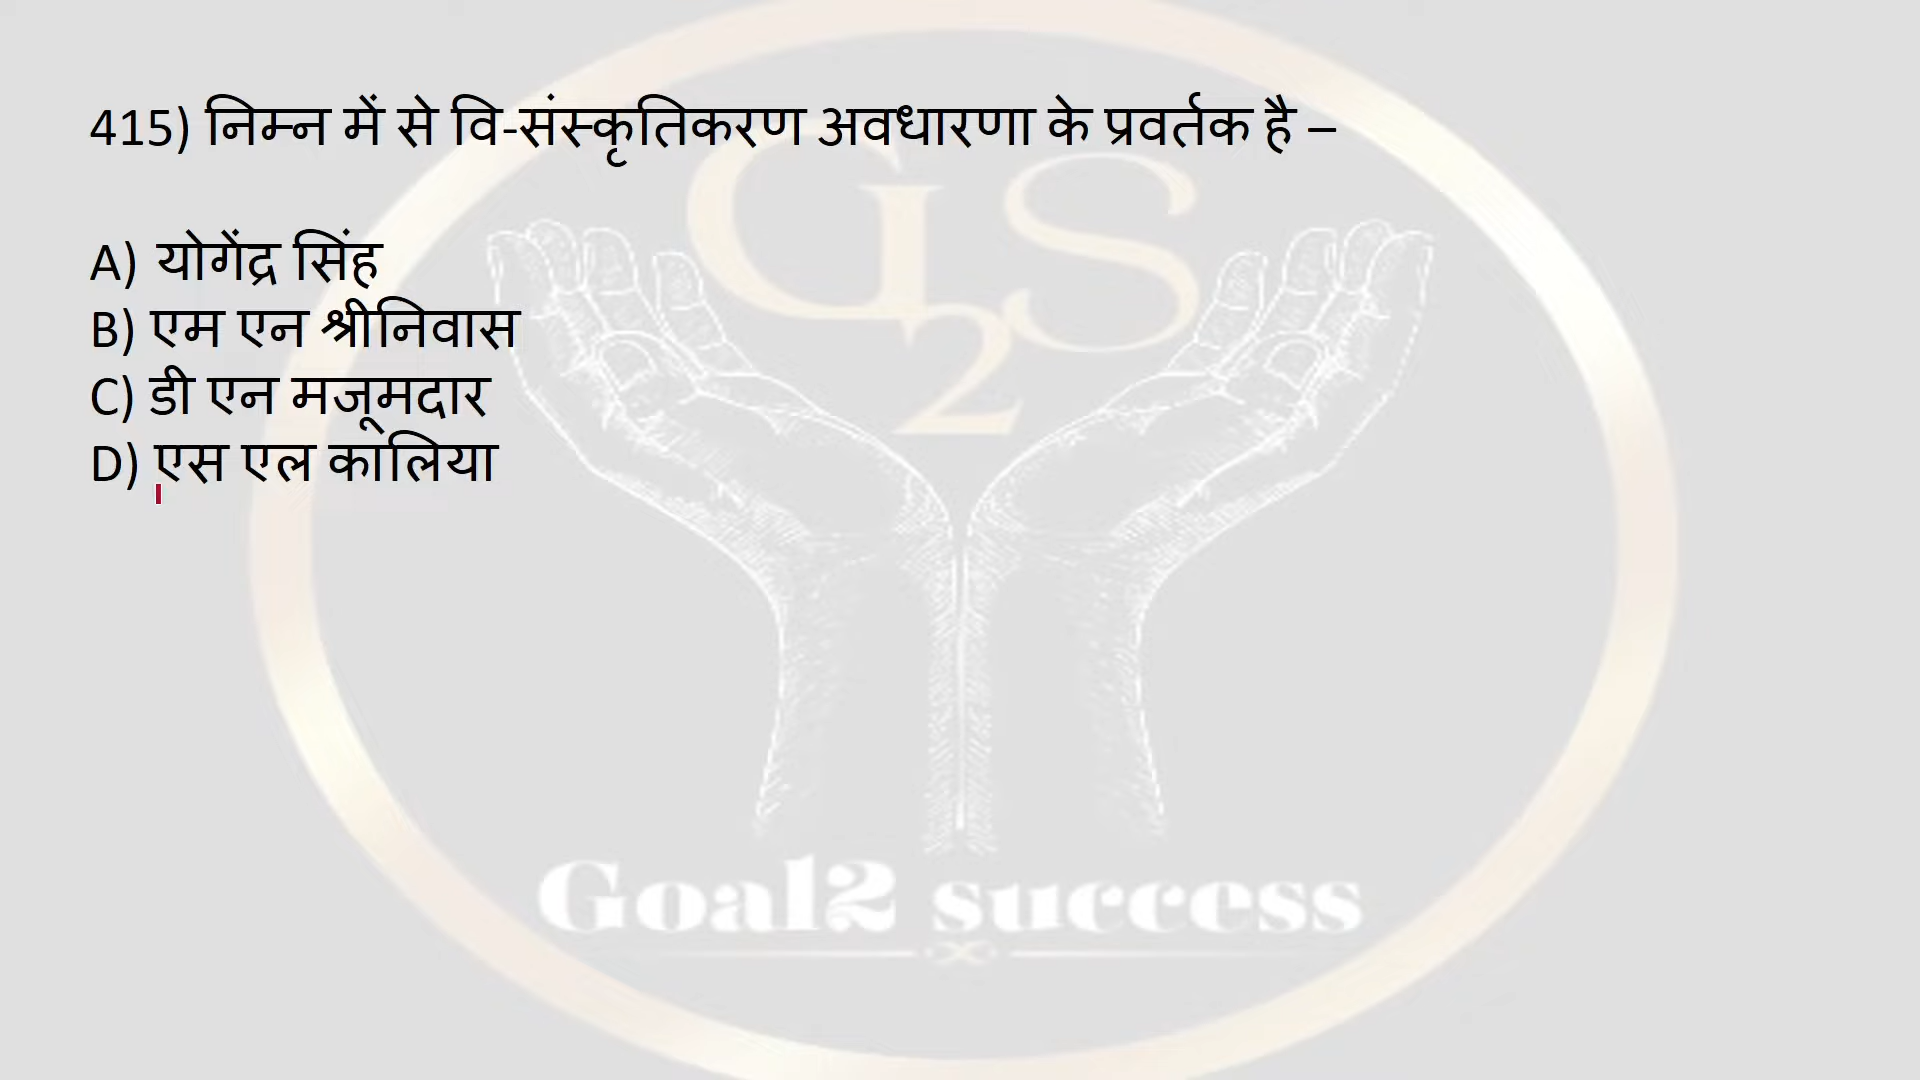 G2S
415) निम्न में से वि-संस्कृतिकरण अवधारणा के प्रवर्तक है –
A) योगेंद्र सिंह
B) एम एन श्रीनिवास
C) डी एन मजूमदार
D) एस एल कालिया
Goal2 success